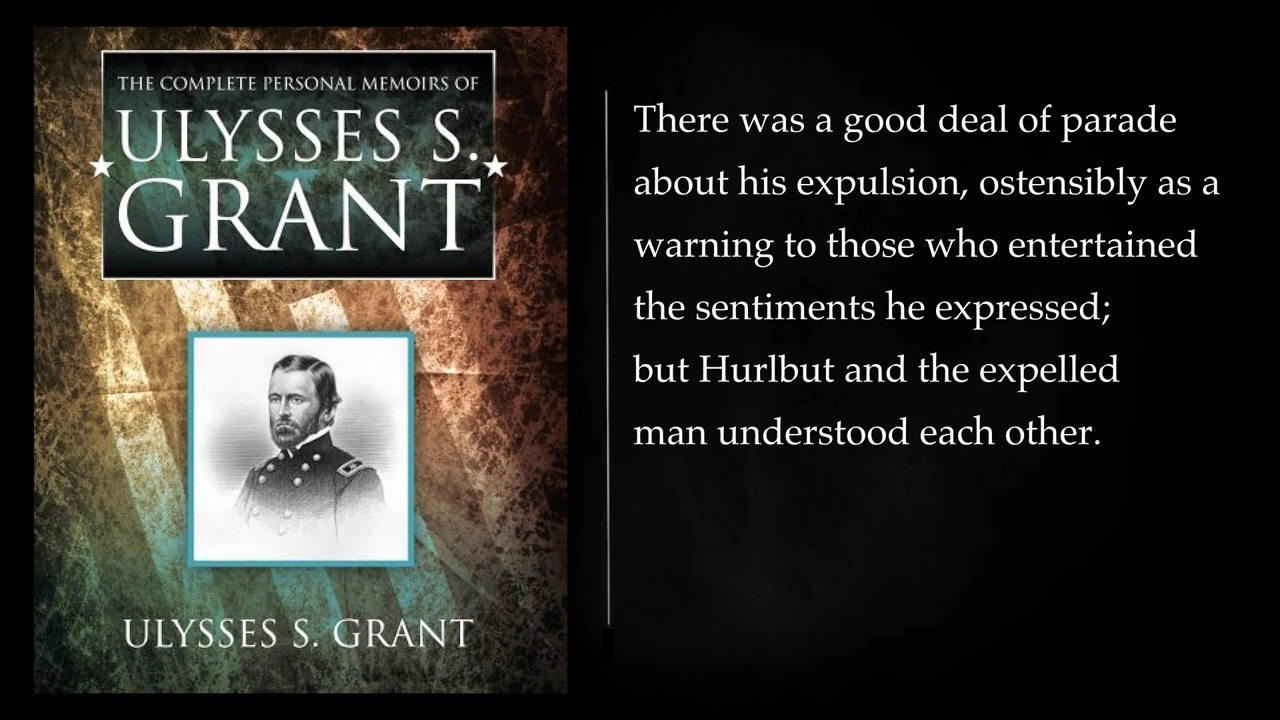 THE COMPLETE PERSONAL MEMOIRS OF
ULYSSES S.
GRANT
ULYSSES S. GRANT
There was a good deal of parade
about his expulsion, ostensibly as a
warning to those who entertained
the sentiments he expressed;
but Hurlbut and the expelled
man understood each other.